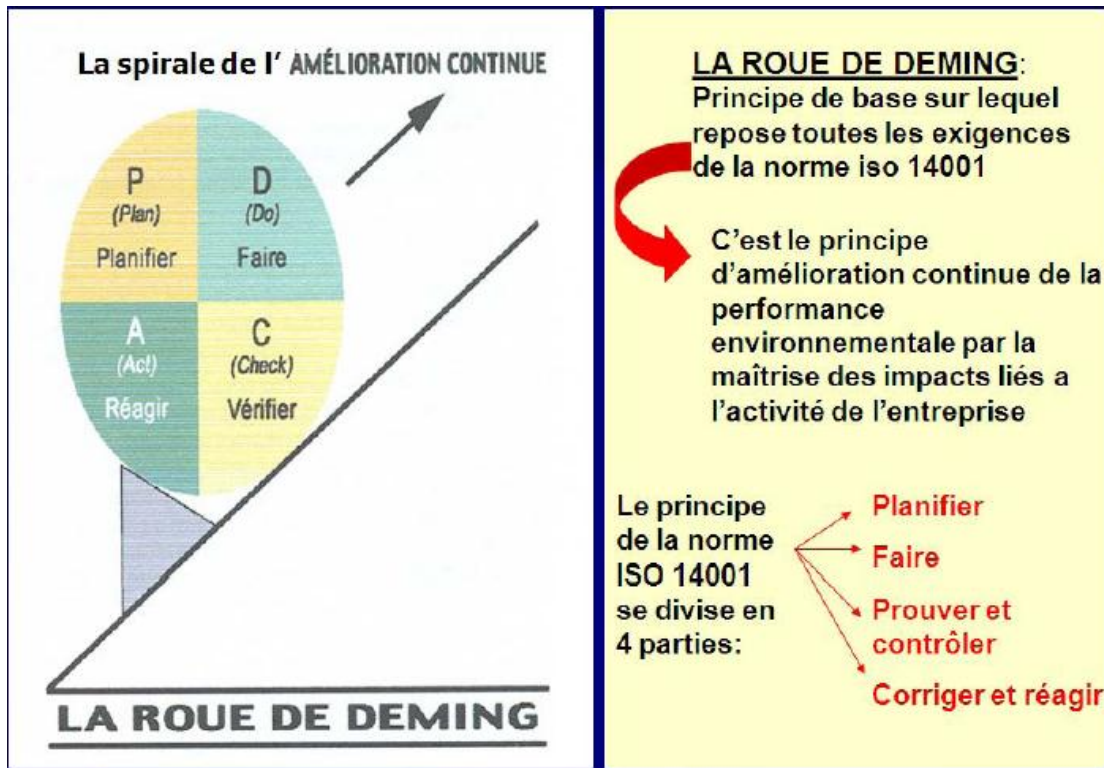 La spirale de l' AMÉLIORATION CONTINUE
P
(Plan)
Planifier
D
(Do)
Faire
A
(Act)
Réagir
C
(Check)
Vérifier
LA ROUE DE DEMING
LA ROUE DE DEMING:
Principe de base sur lequel
repose toutes les exigences
de la norme iso 14001
C'est le principe
d'amélioration continue de la
performance
environnementale par la
maîtrise des impacts liés a
l'activité de l'entreprise
Le principe
de la norme
ISO 14001
se divise en
4 parties:
Planifier
Faire
Prouver et
contrôler
Corriger et réagir